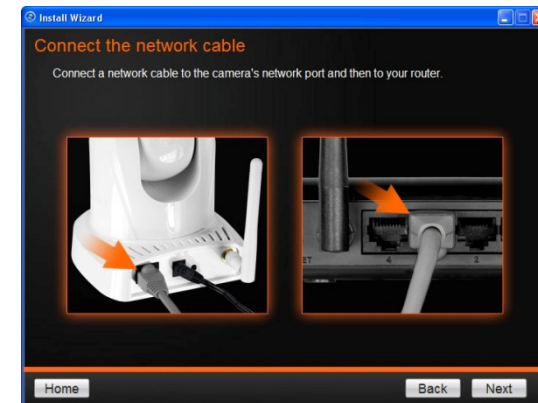 Install Wizard
Connect the network cable
Connect a network cable to the camera's network port and then to your router.
4
2
Home
Back
Next